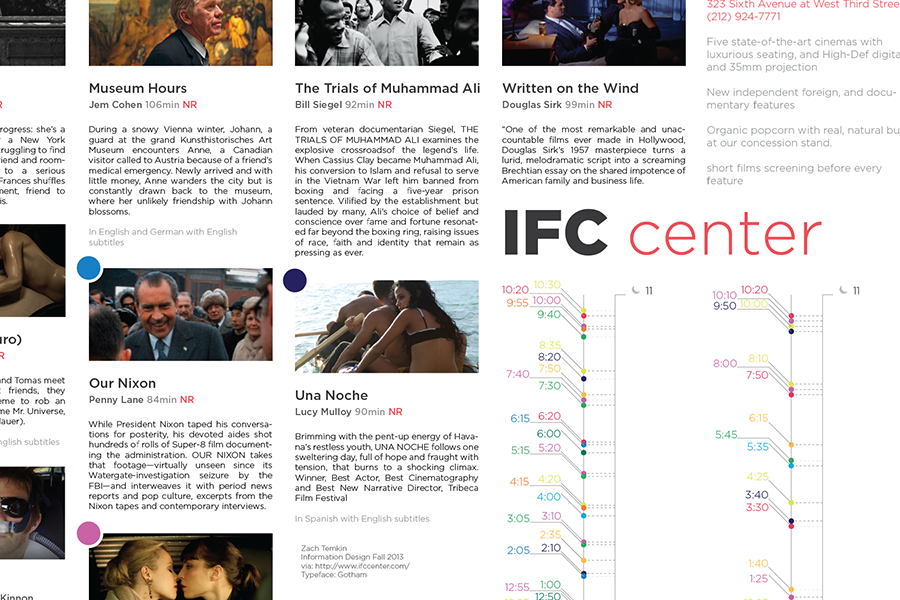 R
rogress: she's a
r a New York
truggling to find
riend and room-
to a serious
Frances shuffles
ment, friend to
is.
uro)
R
and Tomas meet
t friends, they
eme to rob an
me Mr. Universe,
dauer).
nglish subtitles
Kinnon
Museum Hours
Jem Cohen 106min NR
During a snowy Vienna winter, Johann, a
guard at the grand Kunsthistorisches Art
Museum encounters Anne, a Canadian
visitor called to Austria because of a friend's
medical emergency. Newly arrived and with
little money, Anne wanders the city but is
constantly drawn back to the museum,
where her unlikely friendship with Johann
blossoms.
In English and German with English
subtitles
Our Nixon
Penny Lane 84min NR
While President Nixon taped his conversa-
tions for posterity, his devoted aides shot
hundreds of rolls of Super-8 film document-
ing the administration. OUR NIXON takes
that footage—virtually unseen since its
Watergate-investigation seizure by the
FBI—and interweaves it with period news
reports and pop culture, excerpts from the
Nixon tapes and contemporary interviews.
The Trials of Muhammad Ali
Bill Siegel 92min NR
From veteran documentarian Siegel, THE
TRIALS OF MUHAMMAD ALI examines the
explosive crossroadsof the legend's life.
When Cassius Clay became Muhammad Ali,
his conversion to Islam and refusal to serve
in the Vietnam War left him banned from
boxing and facing a five-year prison
sentence. Vilified by the establishment but
lauded by many, Ali's choice of belief and
conscience over fame and fortune resonat-
ed far beyond the boxing ring, raising issues
of race, faith and identity that remain as
pressing as ever.
Una Noche
Lucy Mulloy 90min NR
Brimming with the pent-up energy of Hava-
na's restless youth, UNA NOCHE follows one
sweltering day, full of hope and fraught with
tension, that burns to a shocking climax.
Winner, Best Actor, Best Cinematography
and Best New Narrative Director, Tribeca
Film Festival
In Spanish with English subtitles
Zach Temkin
Information Design Fall 2013
via: http://www.ifccenter.com/
Typeface: Gotham
Written on the Wind
Douglas Sirk 99min NR
"One of the most remarkable and unac-
countable films ever made in Hollywood,
Douglas Sirk's 1957 masterpiece turns a
lurid, melodramatic script into a screaming
Brechtian essay on the shared impotence of
American family and business life.
323 Sixth Avenue at West Third Stree
(212) 924-7771
Five state-of-the-art cinemas with
luxurious seating, and High-Def digita
and 35mm projection
New independent foreign, and docu-
mentary features
Organic popcorn with real, natural bu
at our concession stand.
short films screening before every
feature
IFC center
11
10:20 10:30
9:55 10:00
9:40
8:35
8:20
7:50
7:40
7:30
6:15 6:20
6:00
5:15 5:20
4:15 4:20
4:00
3:05 3:10
2:35
2:05 2:10
12:55 1:00
12:50
11
10:10 10:20
9:50 10:00
8:00 8:10
7:50
6:15
5:45
5:35
4:25
3:40
3:30
1:40
1:25